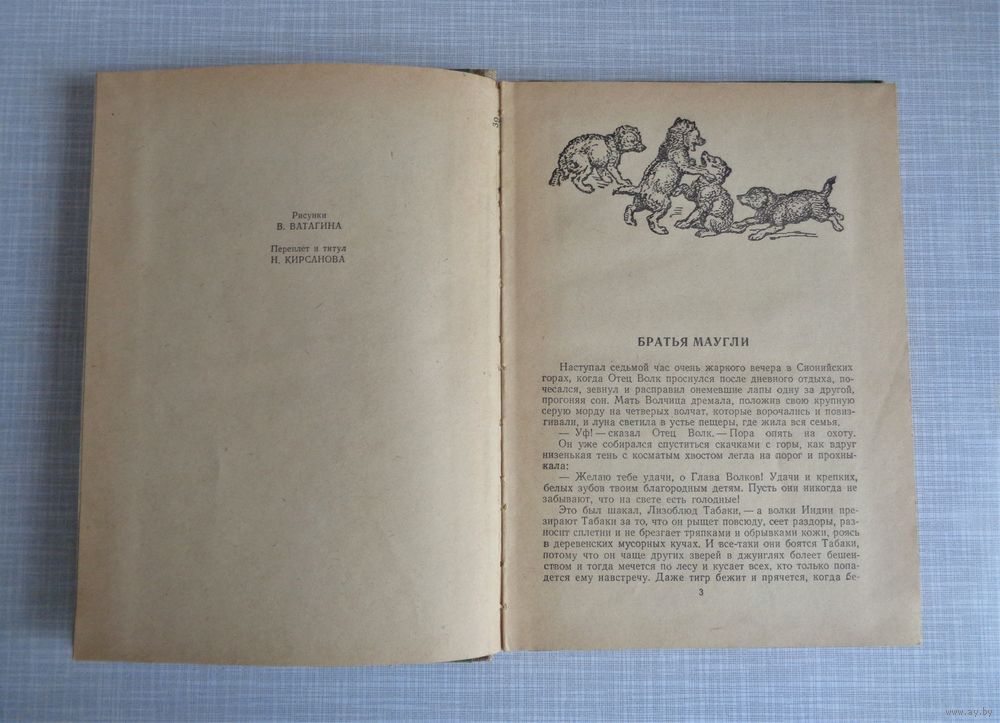 Рисунки
В. ВАТАГИНА
Переплет и титул
Н. КИРСАНОВА
БРАТЬЯ МАУГЛИ
Наступал седьмой час очень жаркого вечера в Сионийских
горах, когда Отец Волк проснулся после дневного отдыха, по-
чесался, зевнул и расправил онемевшие лапы одну за другой,
прогоняя сон. Мать Волчица дремала, положив свою крупную
серую морду на четверых волчат, которые ворочались и повиз-
гивали, и луна светила в устье пещеры, где жила вся семья.
— Уф! — сказал Отец Волк. — Пора опять на охоту.
Он уже собирался спуститься скачками с горы, как вдруг
низенькая тень с косматым хвостом легла на порог и прохны-
кала:
— Желаю тебе удачи, о Глава Волков! Удачи и крепких,
белых зубов твоим благородным детям. Пусть они никогда не
забывают, что на свете есть голодные!
Это был шакал, Лизоблюд Табаки, — а волки Индии пре-
зирают Табаки за то, что он рыщет повсюду, сеет раздоры, раз-
носит сплетни и не брезгает тряпками и обрывками кожи, роясь
в деревенских мусорных кучах. И все-таки они боятся Табаки,
потому что он чаще других зверей в джунглях болеет бешен-
ством и тогда мечется по лесу и кусает всех, кто только попа-
дется ему навстречу. Даже тигр бежит и прячется, когда бе-
3
www.ay.by